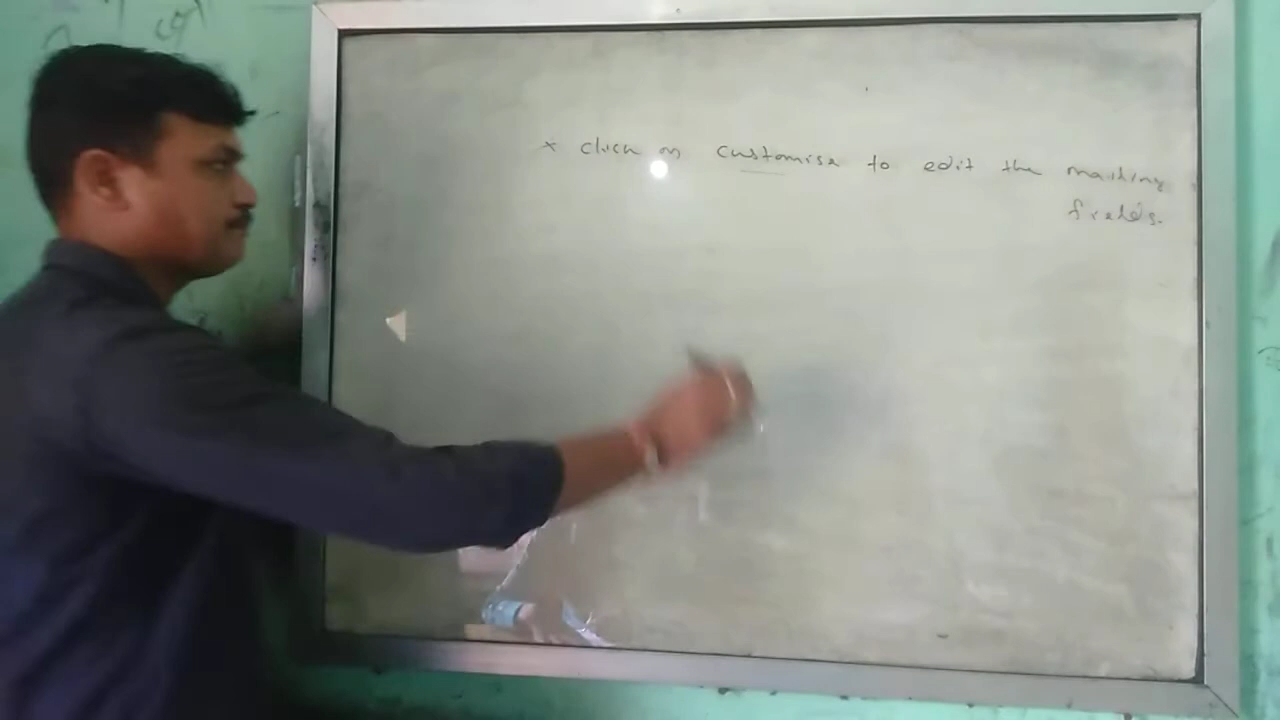 * click on customise to edit the mailing
fields.